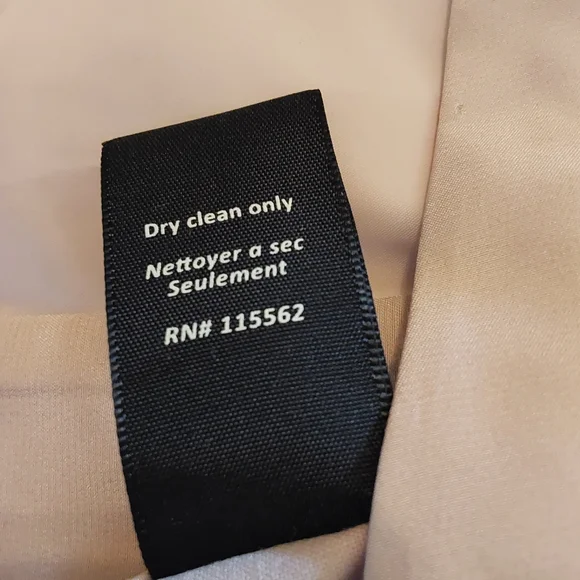 Dry clean only
Nettoyer a sec
Seulement
RN# 115562